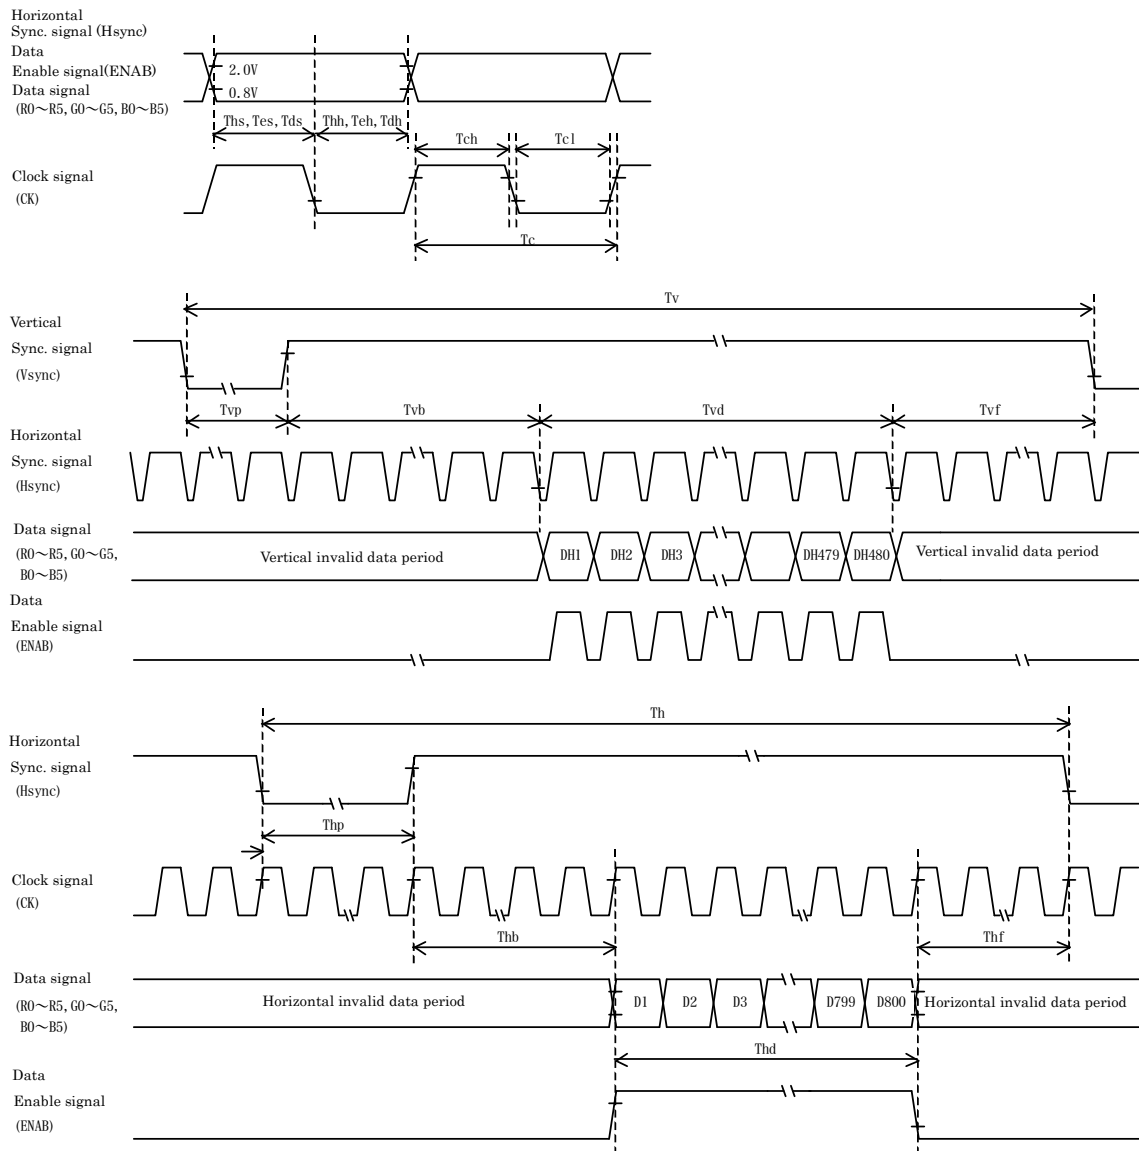 Horizontal
Sync. signal (Hsync)
Data
Enable signal(ENAB)
Data signal
(R0～R5, G0～G5, B0～B5)
2.0V
0.8V
Ths, Tes, Tds
Thh, Teh, Tdh
Tch
Tcl
Clock signal
(CK)
Tc
Tv
Vertical
Sync. signal
(Vsync)
Tvp
Tvb
Tvd
Tvf
Horizontal
Sync. signal
(Hsync)
Data signal
(R0～R5, G0～G5,
B0～B5)
Vertical invalid data period
DH1
DH2
DH3
DH479
DH480
Vertical invalid data period
Data
Enable signal
(ENAB)
Th
Horizontal
Sync. signal
(Hsync)
Thp
Clock signal
(CK)
Thb
Thf
Data signal
(R0～R5, G0～G5,
B0～B5)
Horizontal invalid data period
D1
D2
D3
D799
D800
Horizontal invalid data period
Thd
Data
Enable signal
(ENAB)